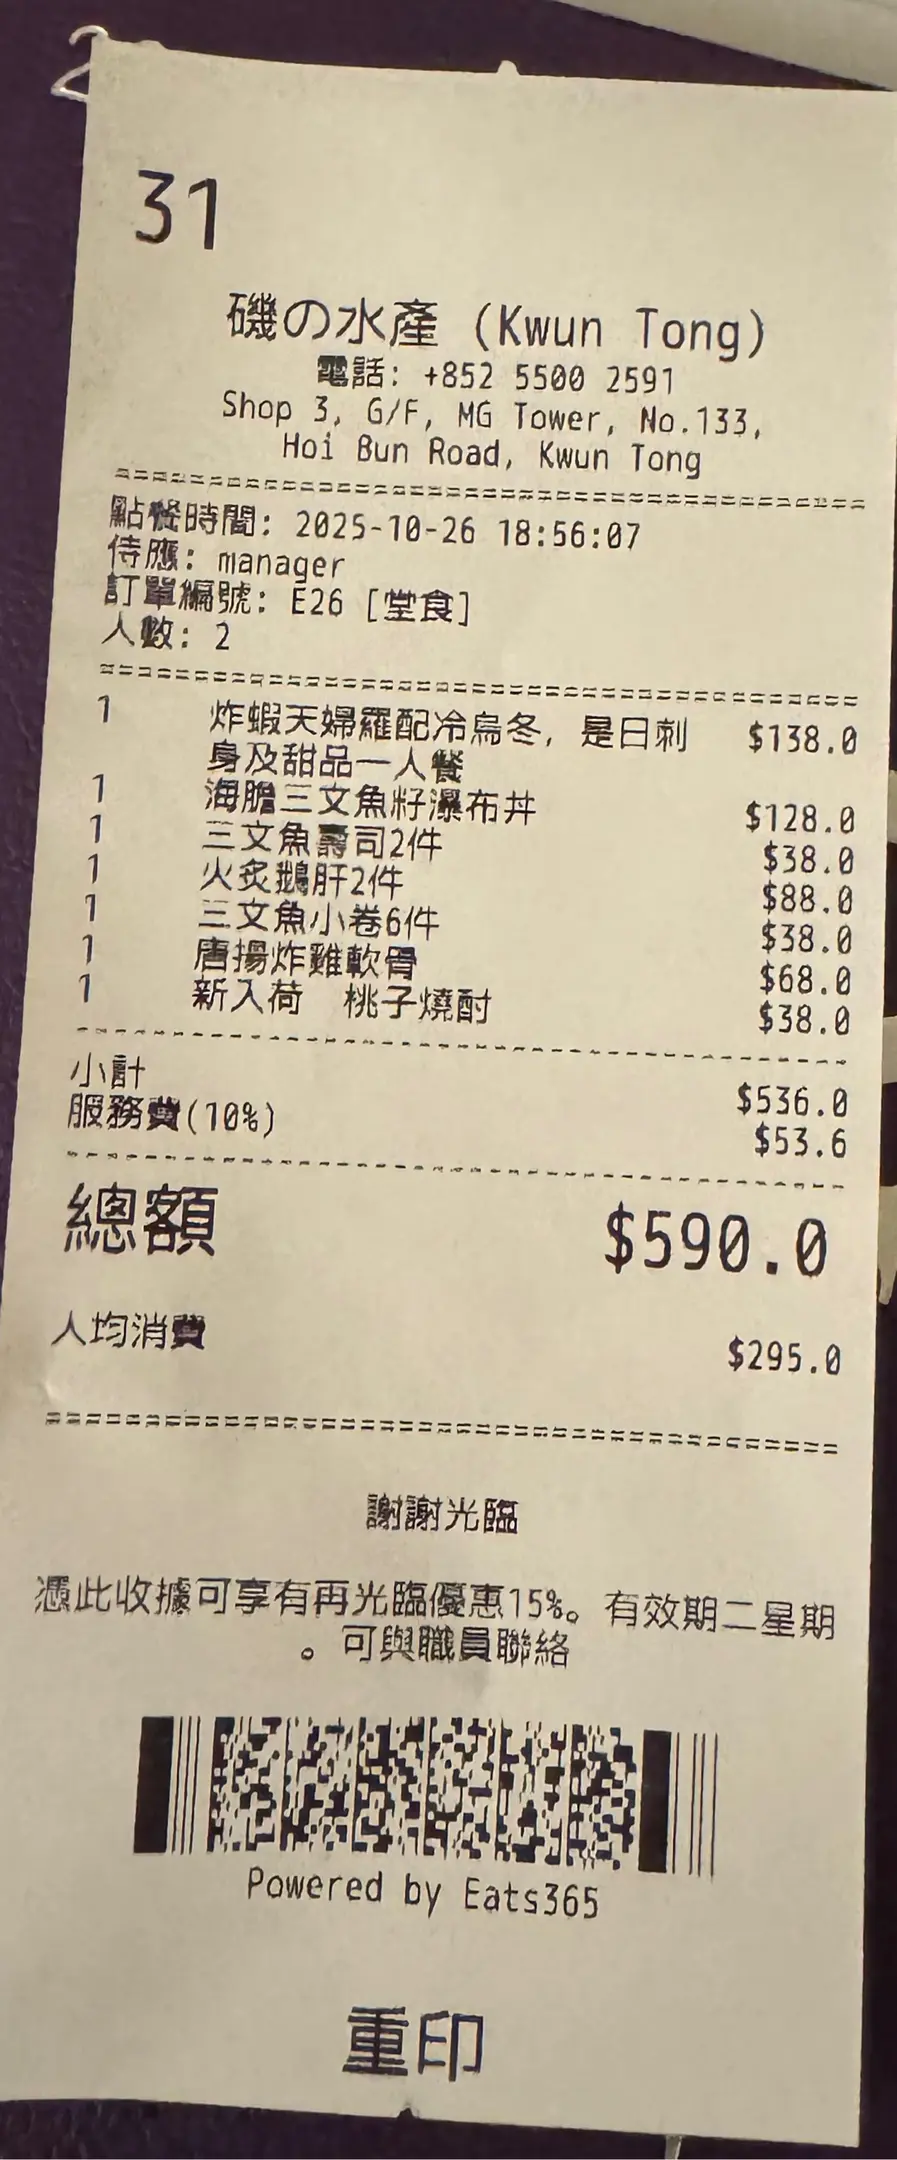 31
磯の水產 (Kwun Tong)
電話: +852 5500 2591
Shop 3, G/F, MG Tower, No.133,
Hoi Bun Road, Kwun Tong
點餐時間: 2025-10-26 18:56:07
侍應: manager
訂單編號: E26 [堂食]
人數: 2
1 炸蝦天婦羅配冷烏冬, 是日刺 $138.0
身及甜品一人餐
1 海膽三文魚籽瀑布丼 $128.0
1 三文魚壽司2件 $38.0
1 火炙鵝肝2件 $88.0
1 三文魚小卷6件 $38.0
1 唐揚炸雞軟骨 $68.0
1 新入荷 桃子燒酎 $38.0
小計 $536.0
服務費(10%) $53.6
總額 $590.0
人均消費 $295.0
謝謝光臨
憑此收據可享有再光臨優惠15%。有效期二星期
。可與職員聯絡
Powered by Eats365
重印